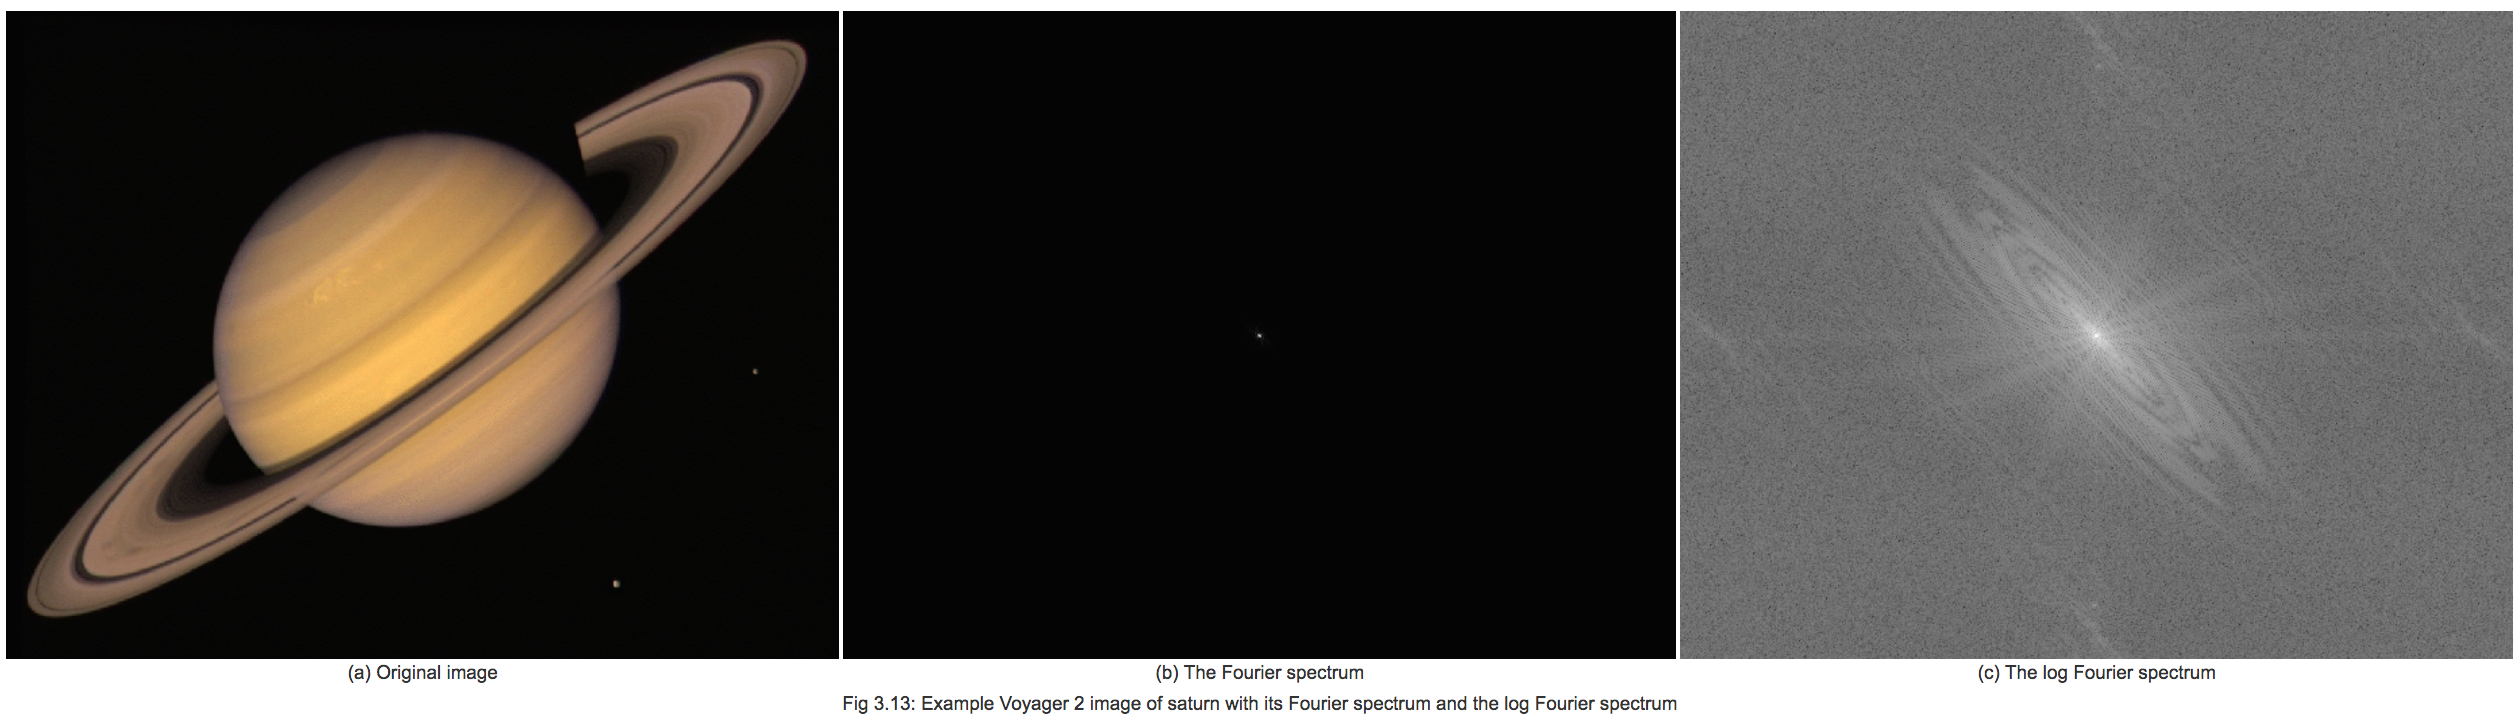 (a) Original image
(b) The Fourier spectrum
(c) The log Fourier spectrum
Fig 3.13: Example Voyager 2 image of saturn with its Fourier spectrum and the log Fourier spectrum